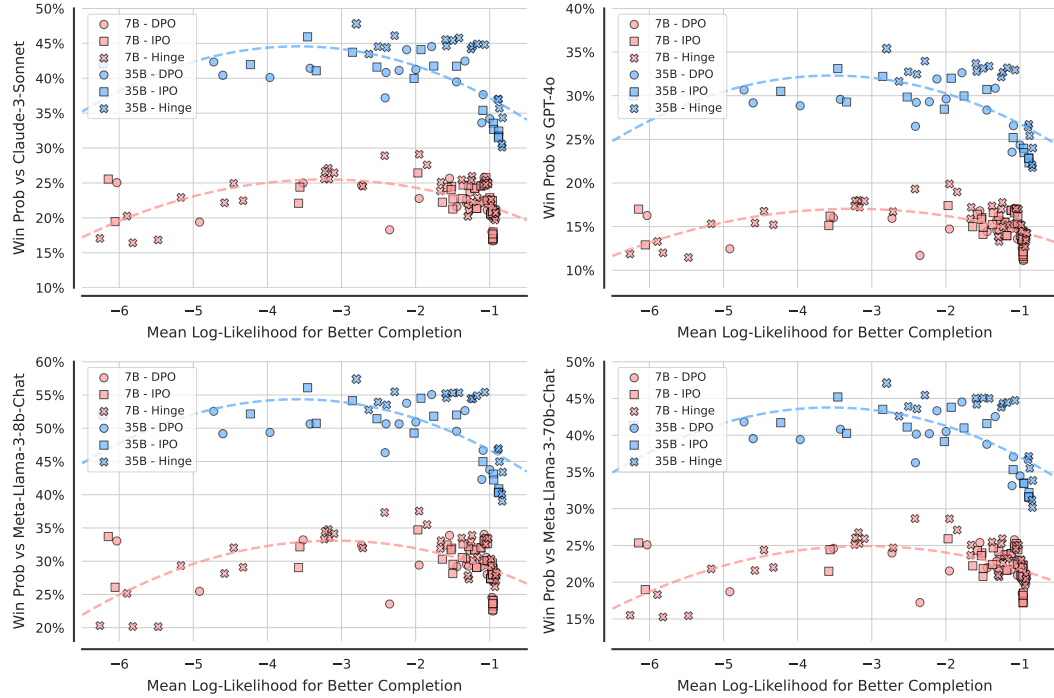 Win Prob vs Claude-3-Sonnet
50%
45%
40%
35%
30%
25%
20%
15%
10%
7B - DPO
7B - IPO
7B - Hinge
35B - DPO
35B - IPO
35B - Hinge
−6 −5 −4 −3 −2 −1
Mean Log-Likelihood for Better Completion
Win Prob vs GPT-4o
40%
35%
30%
25%
20%
15%
10%
7B - DPO
7B - IPO
7B - Hinge
35B - DPO
35B - IPO
35B - Hinge
−6 −5 −4 −3 −2 −1
Mean Log-Likelihood for Better Completion
Win Prob vs Meta-Llama-3-8b-Chat
60%
55%
50%
45%
40%
35%
30%
25%
20%
7B - DPO
7B - IPO
7B - Hinge
35B - DPO
35B - IPO
35B - Hinge
−6 −5 −4 −3 −2 −1
Mean Log-Likelihood for Better Completion
Win Prob vs Meta-Llama-3-70b-Chat
50%
45%
40%
35%
30%
25%
20%
15%
7B - DPO
7B - IPO
7B - Hinge
35B - DPO
35B - IPO
35B - Hinge
−6 −5 −4 −3 −2 −1
Mean Log-Likelihood for Better Completion